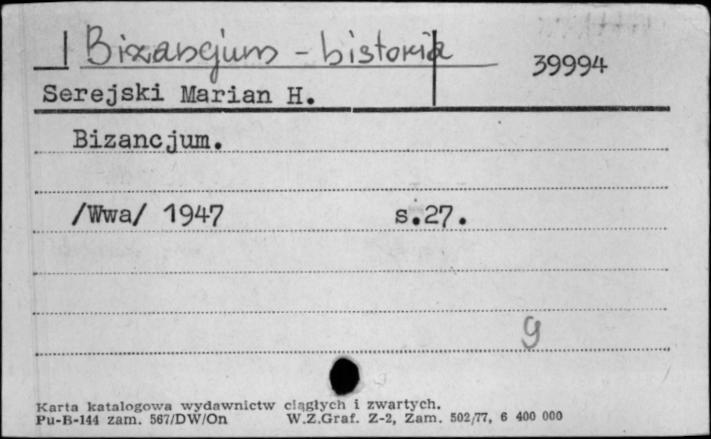 Bizancjum - historia
39994
Serejski Marian H.
Bizancjum.
/Wwa/ 1947 s.27.
g
Karta katalogowa wydawnictw ciągłych i zwartych.
Pu-B-144 zam. 567/DW/On W.Z.Graf. Z-2, Zam. 502/77, 6 400 000